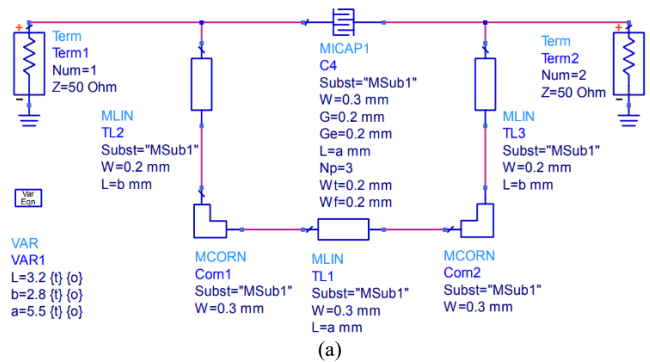 +
Term
Term1
Num=1
Z=50 Ohm
-
MICAP1
C4
Subst="MSub1"
W=0.3 mm
G=0.2 mm
Ge=0.2 mm
L=a mm
Np=3
Wt=0.2 mm
Wf=0.2 mm
+
Term
Term2
Num=2
Z=50 Ohm
-
MLIN
TL2
Subst="MSub1"
W=0.2 mm
L=b mm
MLIN
TL3
Subst="MSub1"
W=0.2 mm
L=b mm
Var
Eqn
VAR
VAR1
L=3.2 {t} {o}
b=2.8 {t} {o}
a=5.5 {t} {o}
MCORN
Corn1
Subst="MSub1"
W=0.3 mm
MLIN
TL1
Subst="MSub1"
W=0.3 mm
L=a mm
MCORN
Corn2
Subst="MSub1"
W=0.3 mm
(a)